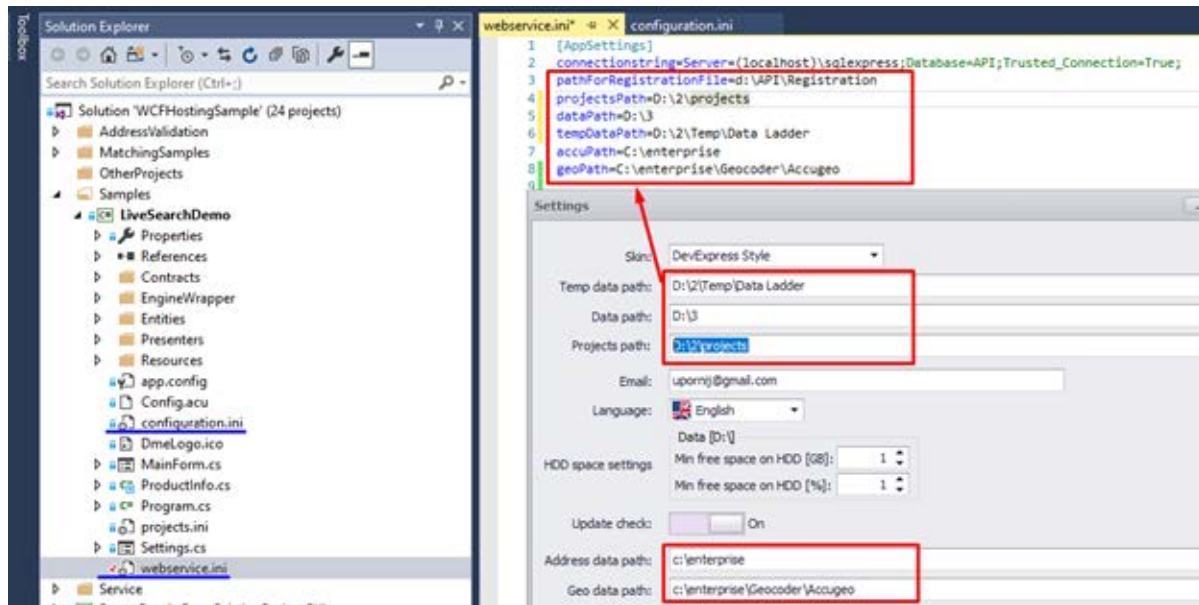 Toolbox
Solution Explorer
Search Solution Explorer (Ctrl+;)
Solution 'WCFHostingSample' (24 projects)
AddressValidation
MatchingSamples
OtherProjects
Samples
LiveSearchDemo
Properties
References
Contracts
EngineWrapper
Entities
Presenters
Resources
app.config
Config.acu
configuration.ini
DmeLogo.ico
MainForm.cs
ProductInfo.cs
Program.cs
projects.ini
Settings.cs
webservice.ini
Service
webservice.ini* configuration.ini
1 [AppSettings]
2 connectionstring=Server=(localhost)\sqlexpress;Database=API;Trusted_Connection=True;
3 pathForRegistrationFile=d:\API\Registration
4 projectsPath=D:\2\projects
5 dataPath=D:\3
6 tempDataPath=D:\2\Temp\Data Ladder
7 accuPath=C:\enterprise
8 geoPath=C:\enterprise\Geocoder\Accugeo
9
Settings
Skin: DevExpress Style
Temp data path: D:\2\Temp\Data Ladder
Data path: D:\3
Projects path: D:\2\projects
Email: upornij@gmail.com
Language: English
Data [D:\]
HDD space settings
Min free space on HDD [GB]: 1
Min free space on HDD [%]: 1
Update check: On
Address data path: c:\enterprise
Geo data path: c:\enterprise\Geocoder\Accugeo